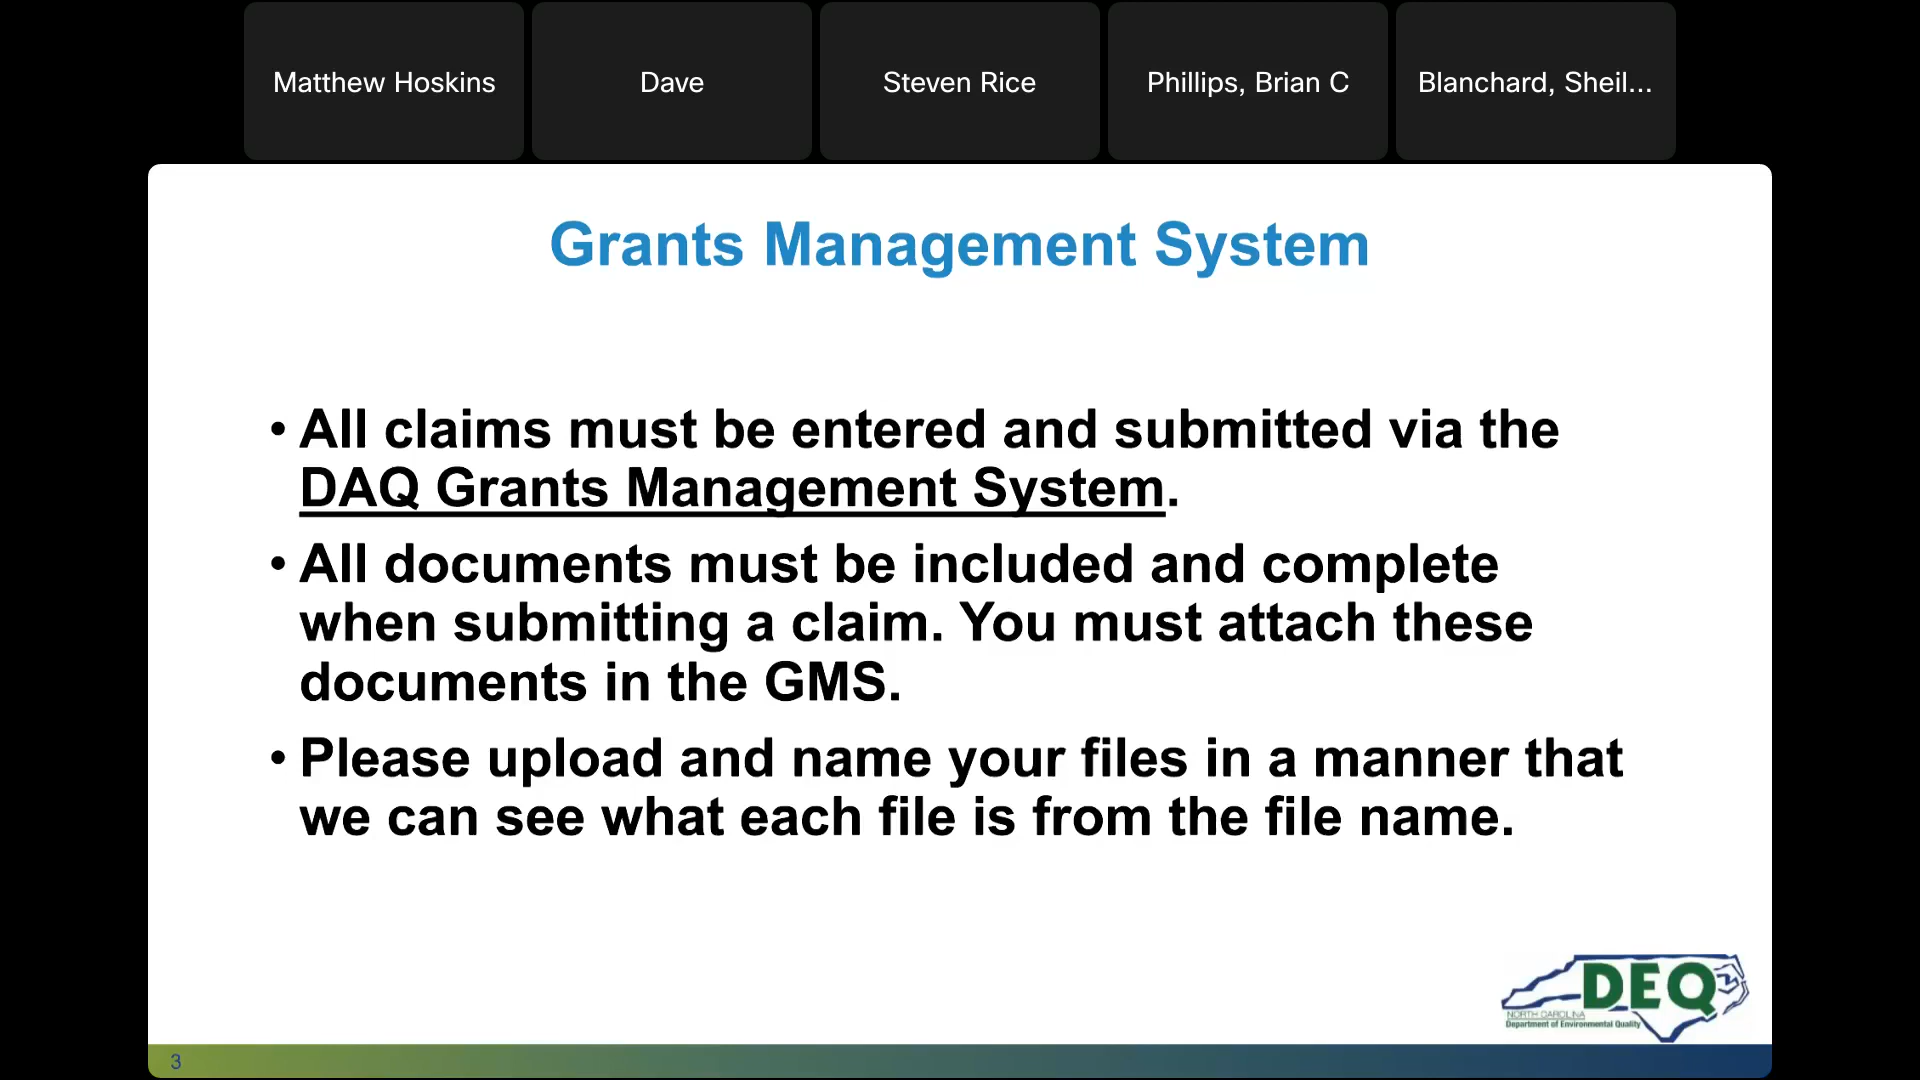 Matthew Hoskins
Dave
Steven Rice
Phillips, Brian C
Blanchard, Sheil...
Grants Management System
• All claims must be entered and submitted via the
DAQ Grants Management System.
• All documents must be included and complete
when submitting a claim. You must attach these
documents in the GMS.
• Please upload and name your files in a manner that
we can see what each file is from the file name.
DEQ
NORTH CAROLINA
Department of Environmental Quality
3